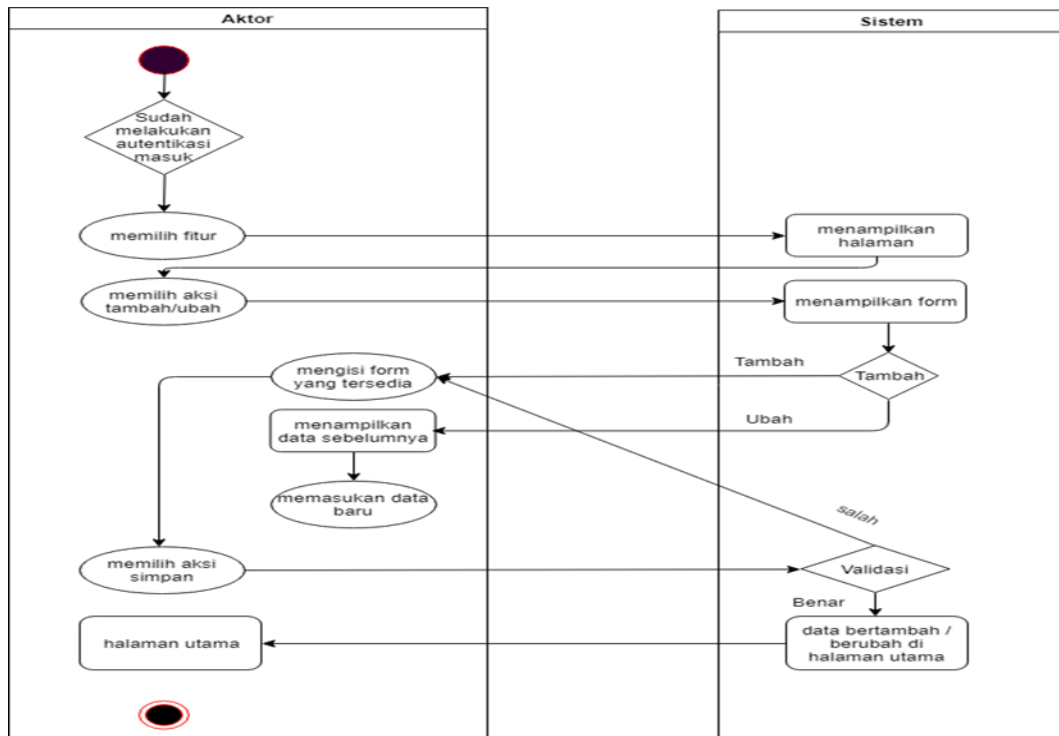 Aktor
Sistem
Sudah
melakukan
autentikasi
masuk
memilih fitur
menampilkan
halaman
memilih aksi
tambah/ubah
menampilkan form
Tambah
Tambah
mengisi form
yang tersedia
Ubah
menampilkan
data sebelumnya
memasukan data
baru
salah
memilih aksi
simpan
Validasi
Benar
halaman utama
data bertambah /
berubah di
halaman utama